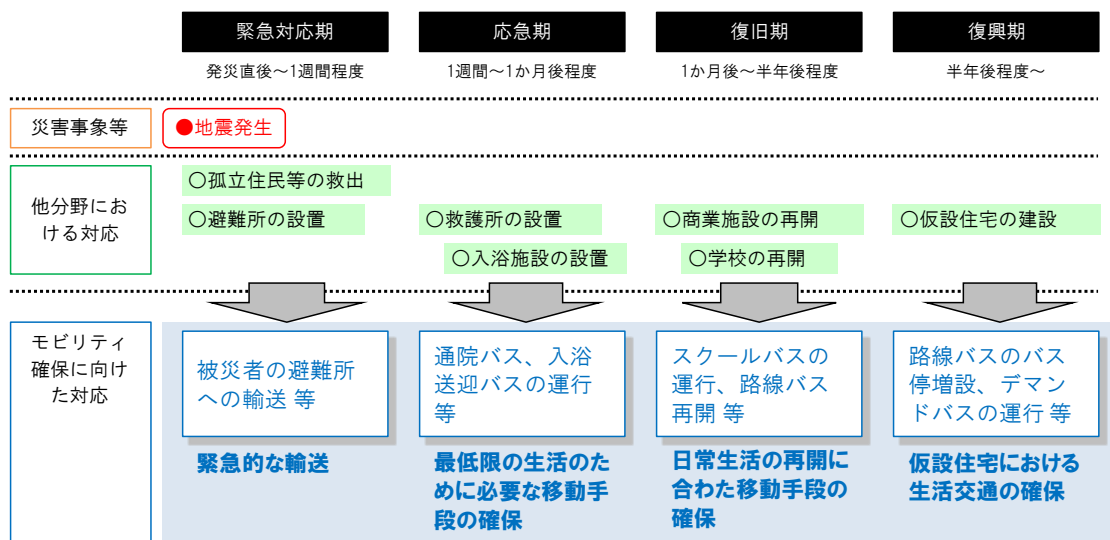 緊急対応期
応急期
復旧期
復興期
発災直後～1週間程度
1週間～1か月後程度
1か月後～半年後程度
半年後程度～
災害事象等
●地震発生
他分野にお
ける対応
○孤立住民等の救出
○避難所の設置
○救護所の設置
○入浴施設の設置
○商業施設の再開
○学校の再開
○仮設住宅の建設
モビリティ
確保に向け
た対応
被災者の避難所
への輸送 等
緊急的な輸送
通院バス、入浴
送迎バスの運行
等
最低限の生活のた
めに必要な移動手
段の確保
スクールバスの
運行、路線バス
再開 等
日常生活の再開に
合わた移動手段の
確保
路線バスのバス
停増設、デマン
ドバスの運行 等
仮設住宅における
生活交通の確保